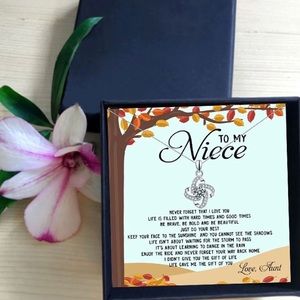 TO MY
Niece
NEVER FORGET THAT I LOVE YOU
LIFE IS FILLED WITH HARD TIMES AND GOOD TIMES
BE BRAVE, BE BOLD AND BE BEAUTIFUL
JUST DO YOUR BEST
KEEP YOUR FACE TO THE SUNSHINE AND YOU CANNOT SEE THE SHADOWS
LIFE ISN'T ABOUT WAITING FOR THE STORM TO PASS
IT'S ABOUT LEARNING TO DANCE IN THE RAIN
ENJOY THE RIDE AND NEVER FORGET YOUR WAY BACK HOME
I DIDN'T GIVE YOU THE GIFT OF LIFE
LIFE GAVE ME THE GIFT OF YOU
Love, Aunt